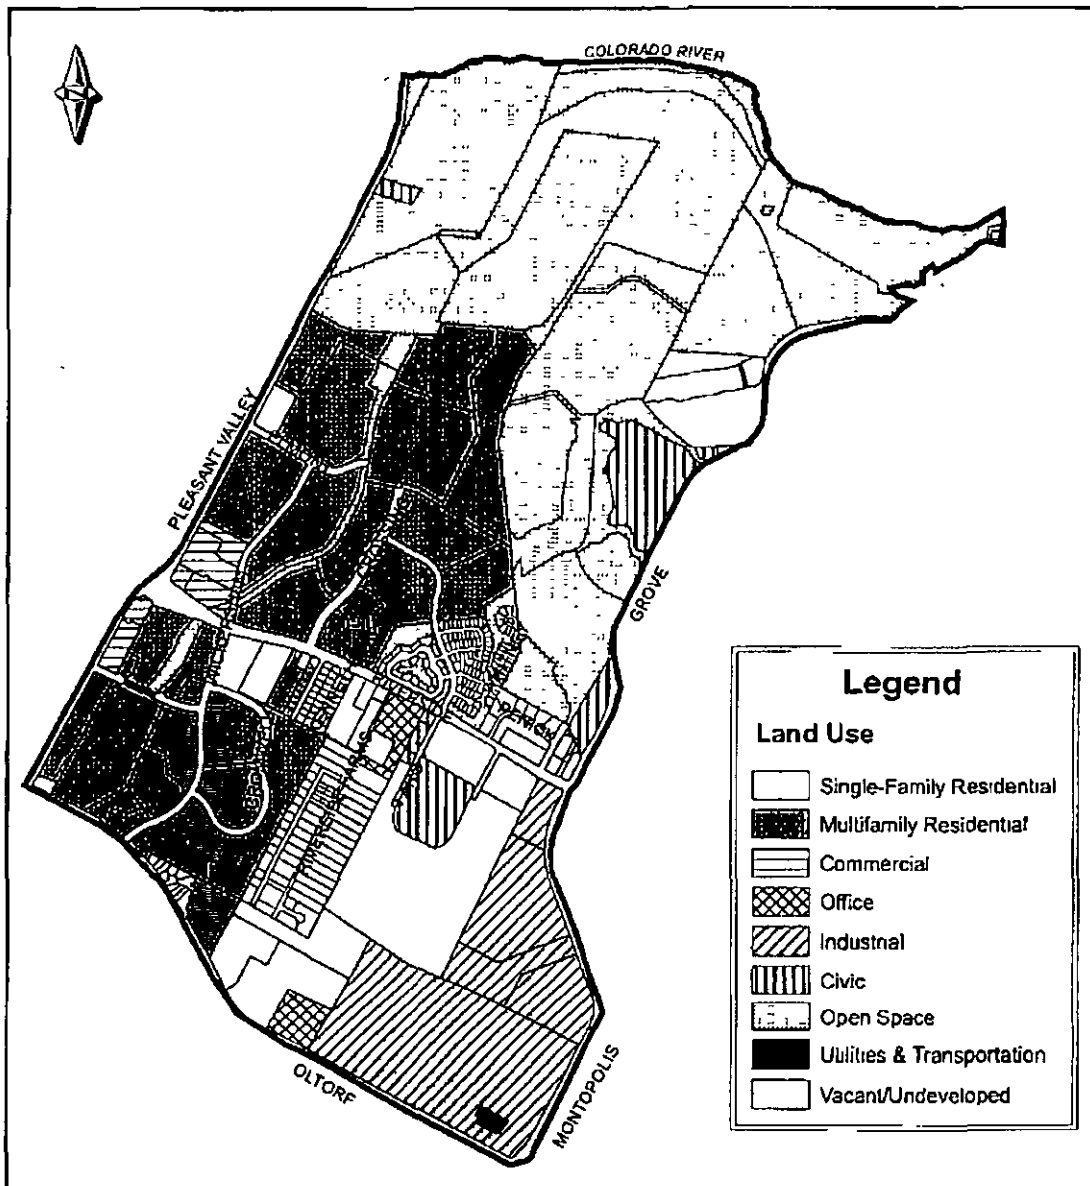 COLORADO RIVER
PLEASANT VALLEY
GROVE
OLTORF
MONTOPOLIS
Legend
Land Use
Single-Family Residential
Multifamily Residential
Commercial
Office
Industrial
Civic
Open Space
Utilities & Transportation
Vacant/Undeveloped